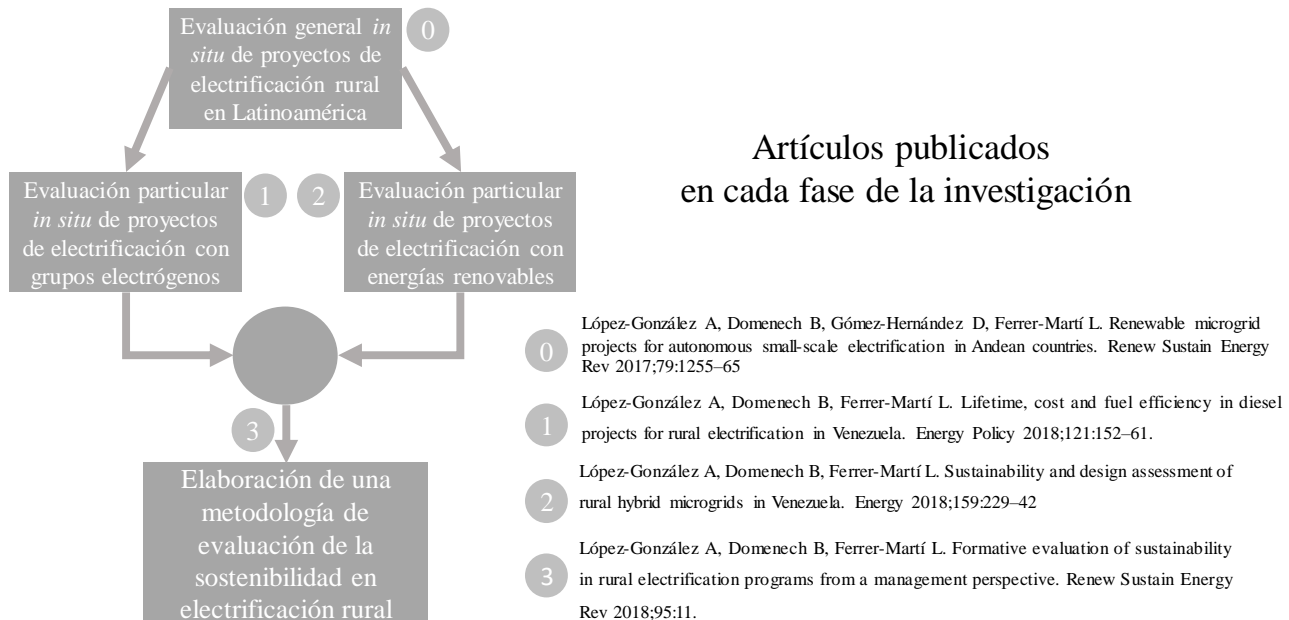 Evaluación general in
situ de proyectos de
electrificación rural
en Latinoamérica
0
Evaluación particular
in situ de proyectos
de electrificación con
grupos electrógenos
1
2
Evaluación particular
in situ de proyectos
de electrificación con
energías renovables
3
Elaboración de una
metodología de
evaluación de la
sostenibilidad en
electrificación rural
Artículos publicados
en cada fase de la investigación
0
López-González A, Domenech B, Gómez-Hernández D, Ferrer-Martí L. Renewable microgrid
projects for autonomous small-scale electrification in Andean countries. Renew Sustain Energy
Rev 2017;79:1255–65
1
López-González A, Domenech B, Ferrer-Martí L. Lifetime, cost and fuel efficiency in diesel
projects for rural electrification in Venezuela. Energy Policy 2018;121:152–61.
2
López-González A, Domenech B, Ferrer-Martí L. Sustainability and design assessment of
rural hybrid microgrids in Venezuela. Energy 2018;159:229–42
3
López-González A, Domenech B, Ferrer-Martí L. Formative evaluation of sustainability
in rural electrification programs from a management perspective. Renew Sustain Energy
Rev 2018;95:11.